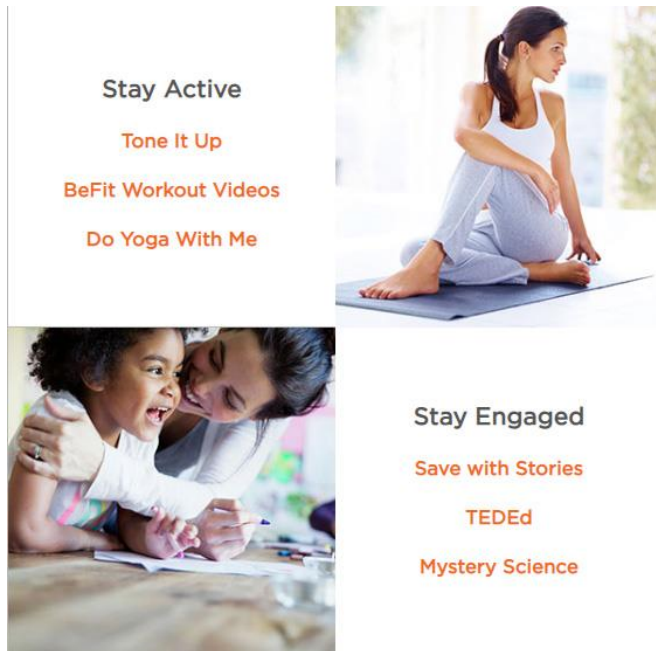 Stay Active
Tone It Up
BeFit Workout Videos
Do Yoga With Me
Stay Engaged
Save with Stories
TEDEd
Mystery Science